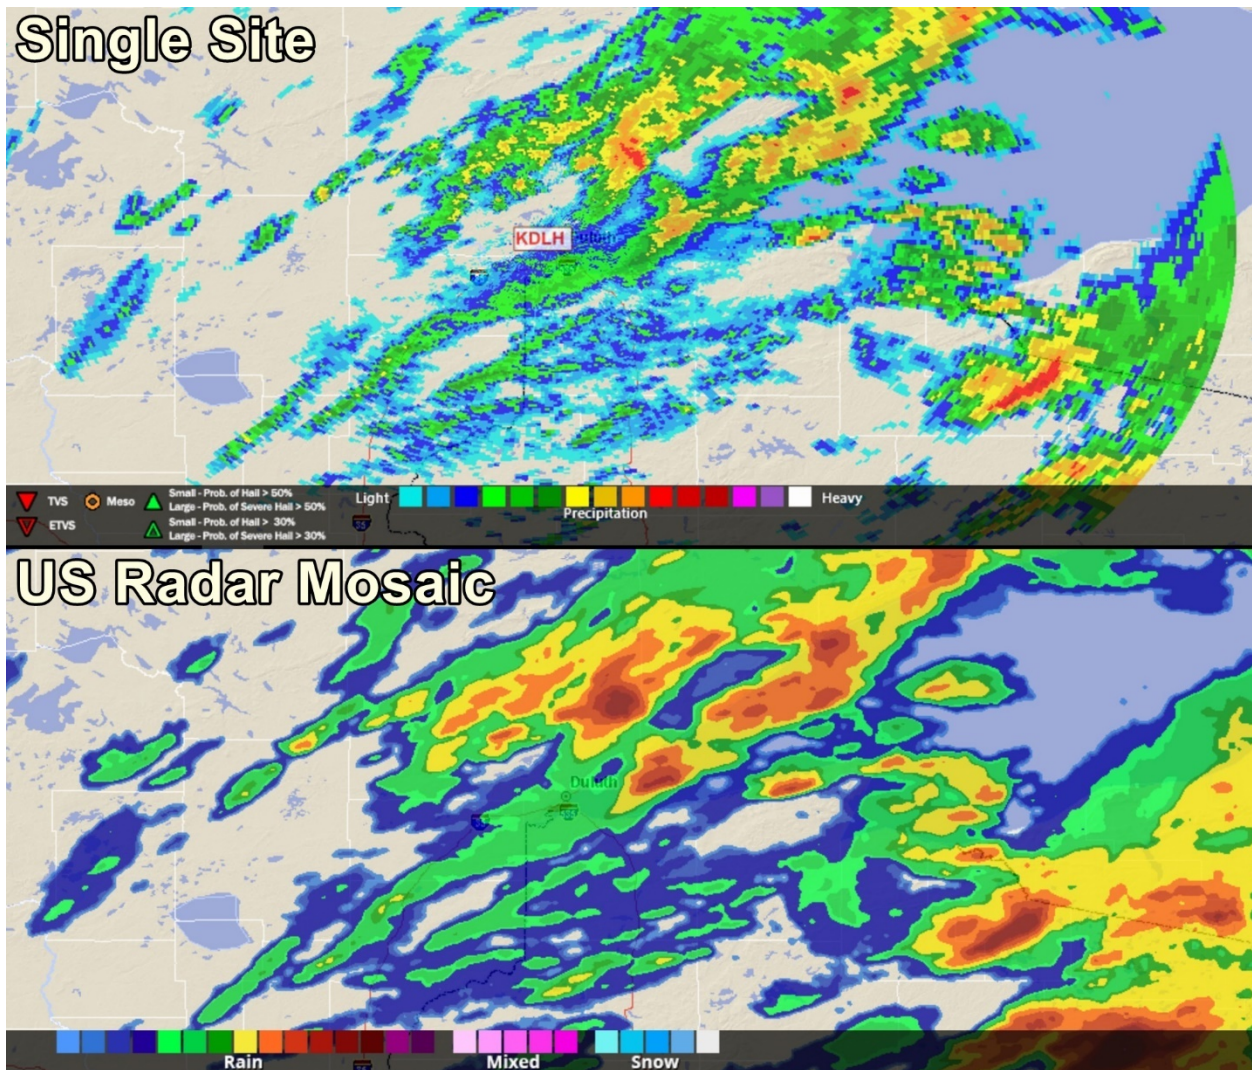 Single Site
KDLH
Light Heavy
Precipitation
TVS Meso Small - Prob. of Hail > 50%
Large - Prob. of Severe Hail > 50%
ETVS Small - Prob. of Hail > 30%
Large - Prob. of Severe Hail > 30%
US Radar Mosaic
Duluth
Rain Mixed Snow